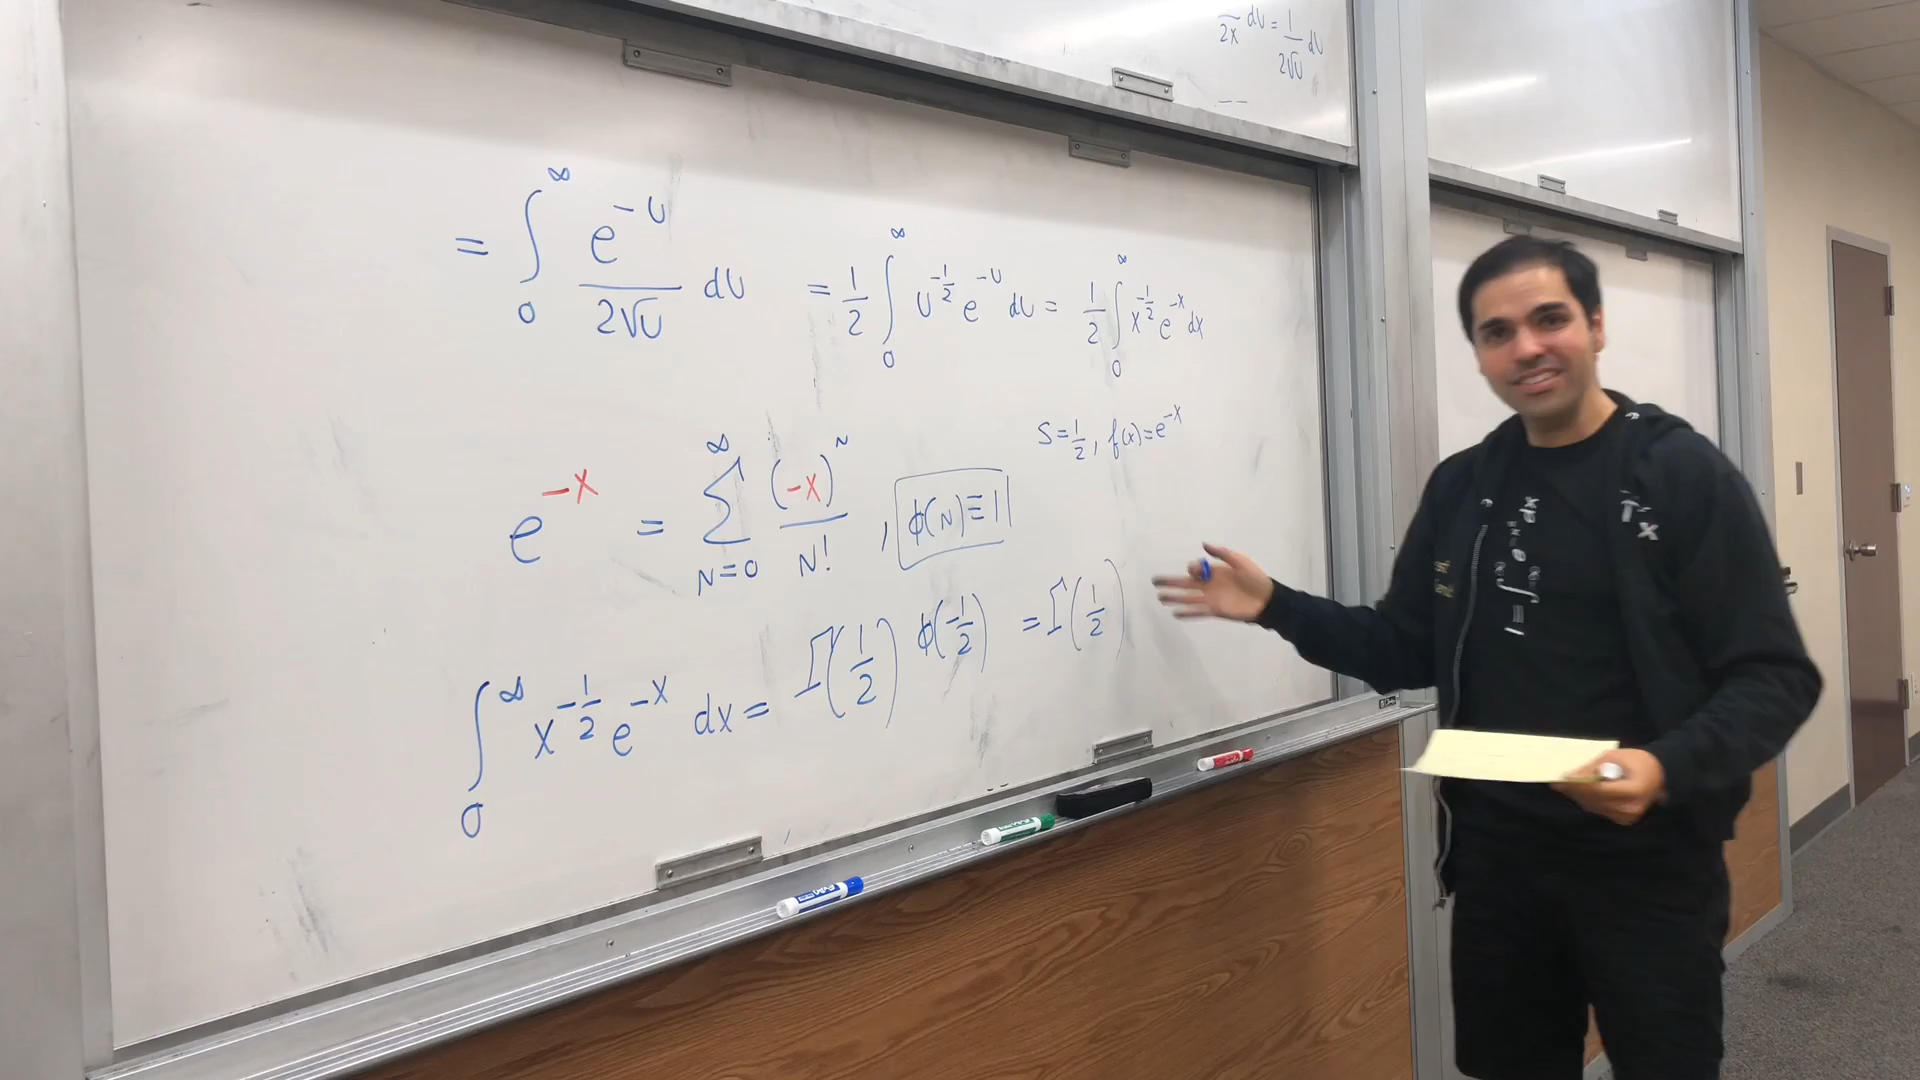 1/(2x) dU = 1/(2√U) dU
= ∫₀^∞ e^(-U)/(2√U) dU = 1/2 ∫₀^∞ U^(-1/2) e^(-U) dU = 1/2 ∫₀^∞ x^(-1/2) e^(-x) dx
S = 1/2, f(x) = e^(-x)
e^(-x) = ∑_(N=0)^∞ (-x)^N/N!, ϕ(N) ≡ 1
∫₀^∞ x^(-1/2) e^(-x) dx = Γ(1/2) ϕ(-1/2) = Γ(1/2)